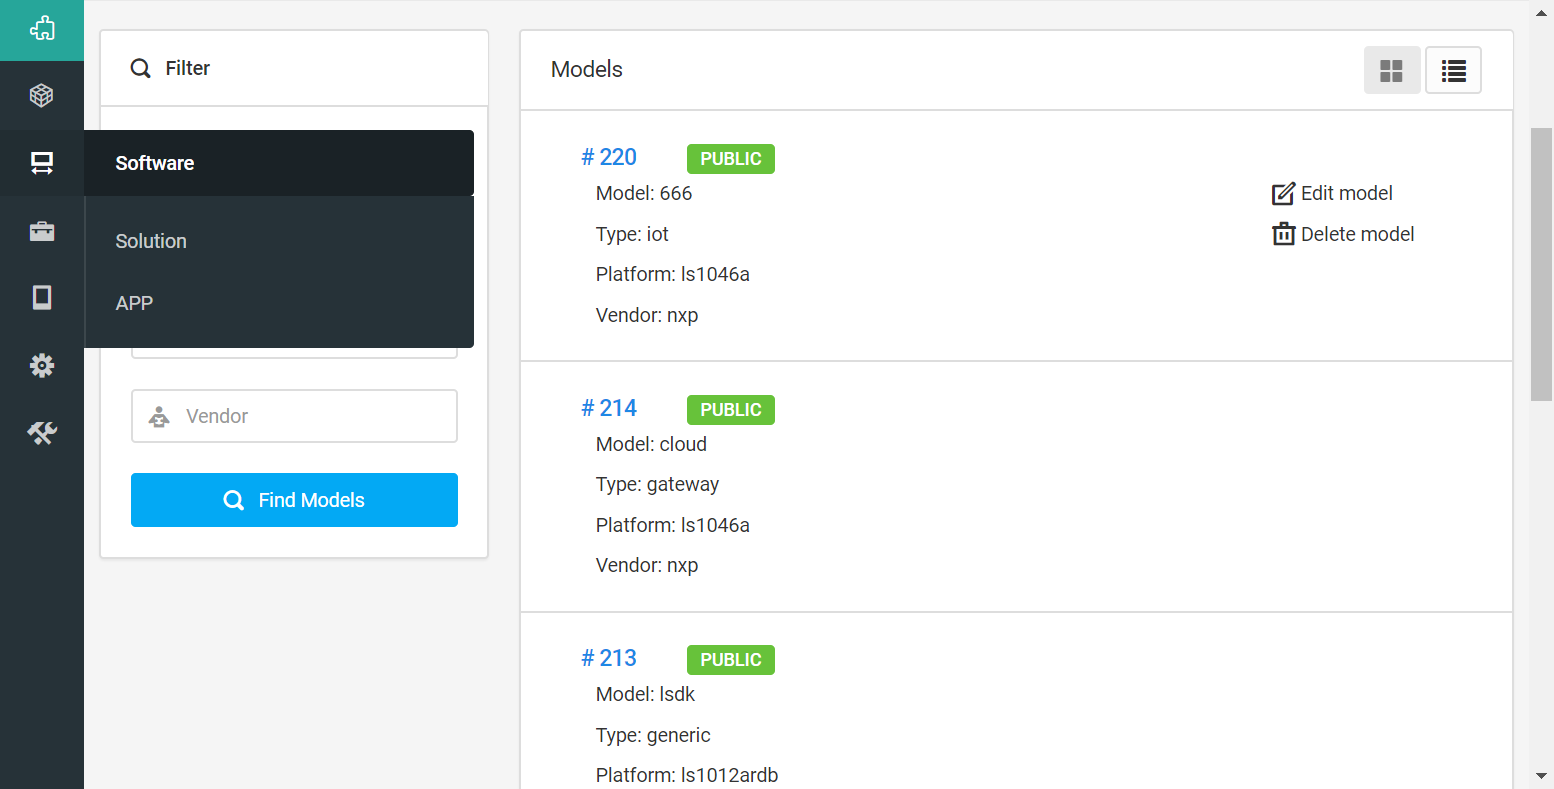 Filter
Software
Solution
APP
Vendor
Find Models
Models
# 220 PUBLIC
Model: 666
Edit model
Type: iot
Delete model
Platform: ls1046a
Vendor: nxp
# 214 PUBLIC
Model: cloud
Type: gateway
Platform: ls1046a
Vendor: nxp
# 213 PUBLIC
Model: lsdk
Type: generic
Platform: ls1012ardb